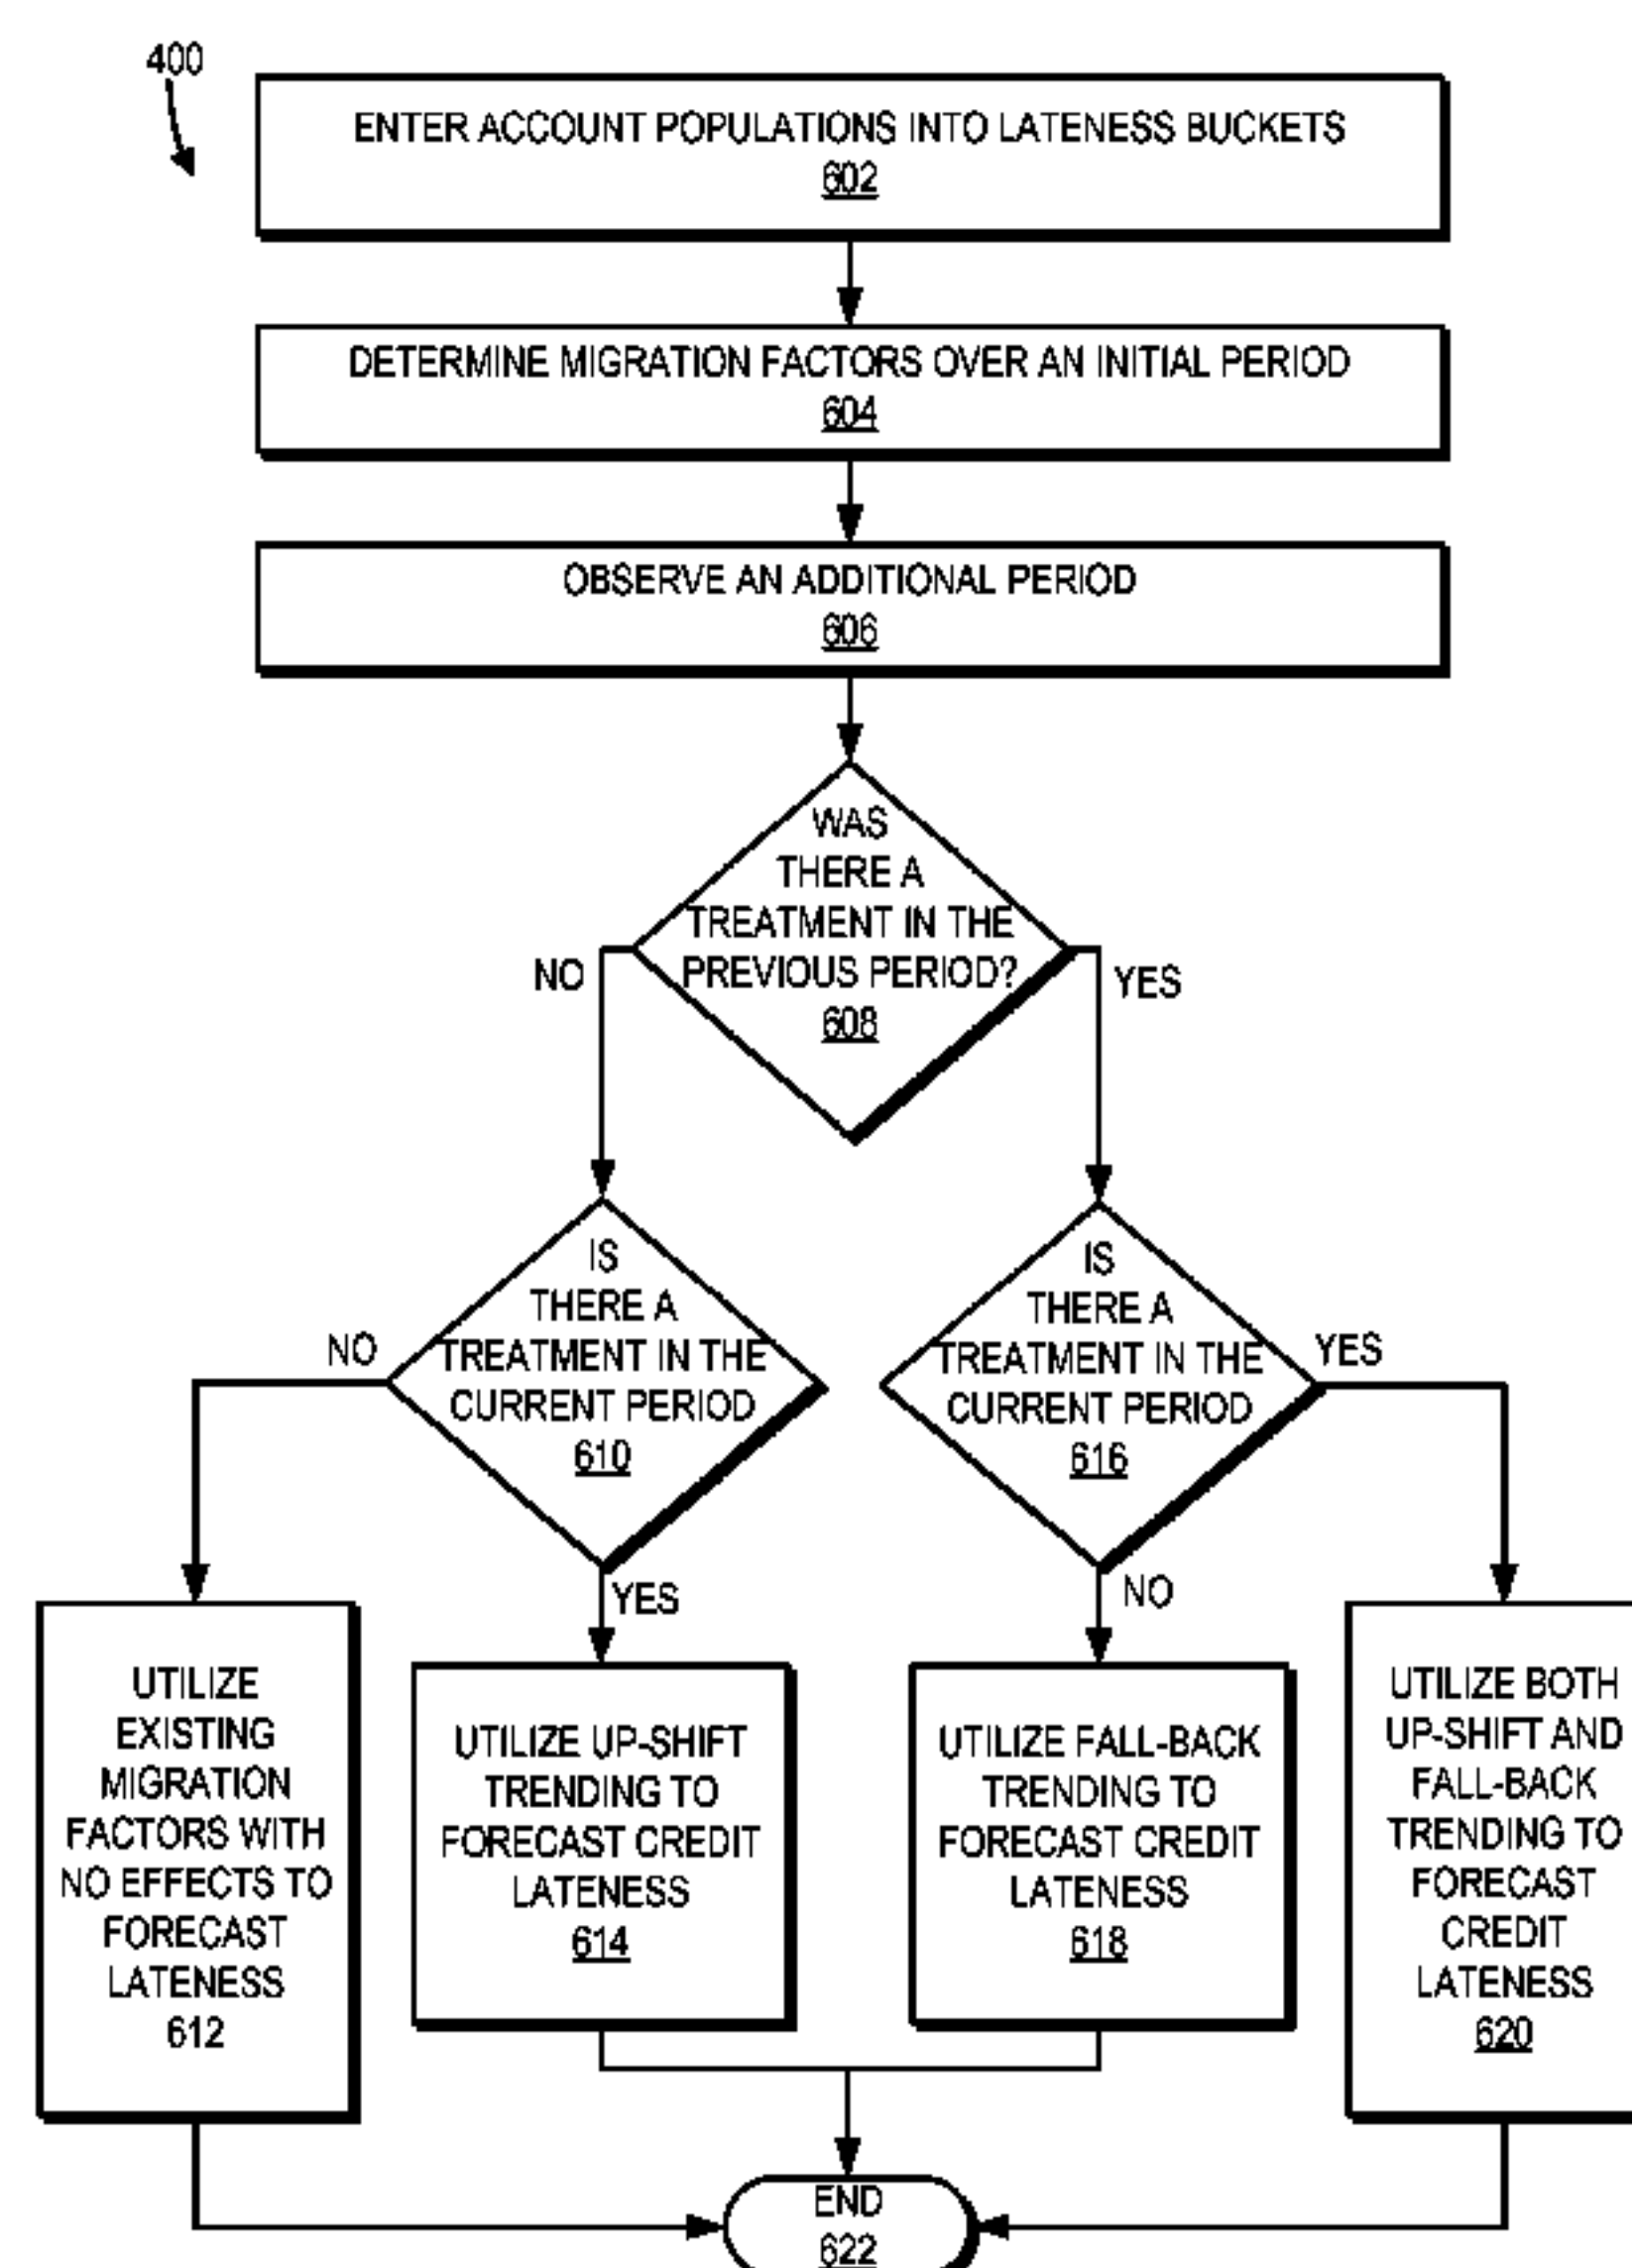 400
ENTER ACCOUNT POPULATIONS INTO LATENESS BUCKETS
602
DETERMINE MIGRATION FACTORS OVER AN INITIAL PERIOD
604
OBSERVE AN ADDITIONAL PERIOD
606
WAS
THERE A
TREATMENT IN THE
PREVIOUS PERIOD?
608
NO
YES
IS
THERE A
TREATMENT IN THE
CURRENT PERIOD
610
NO
YES
IS
THERE A
TREATMENT IN THE
CURRENT PERIOD
616
YES
NO
UTILIZE
EXISTING
MIGRATION
FACTORS WITH
NO EFFECTS TO
FORECAST
LATENESS
612
UTILIZE UP-SHIFT
TRENDING TO
FORECAST CREDIT
LATENESS
614
UTILIZE FALL-BACK
TRENDING TO
FORECAST CREDIT
LATENESS
618
UTILIZE BOTH
UP-SHIFT AND
FALL-BACK
TRENDING TO
FORECAST
CREDIT
LATENESS
620
END
622